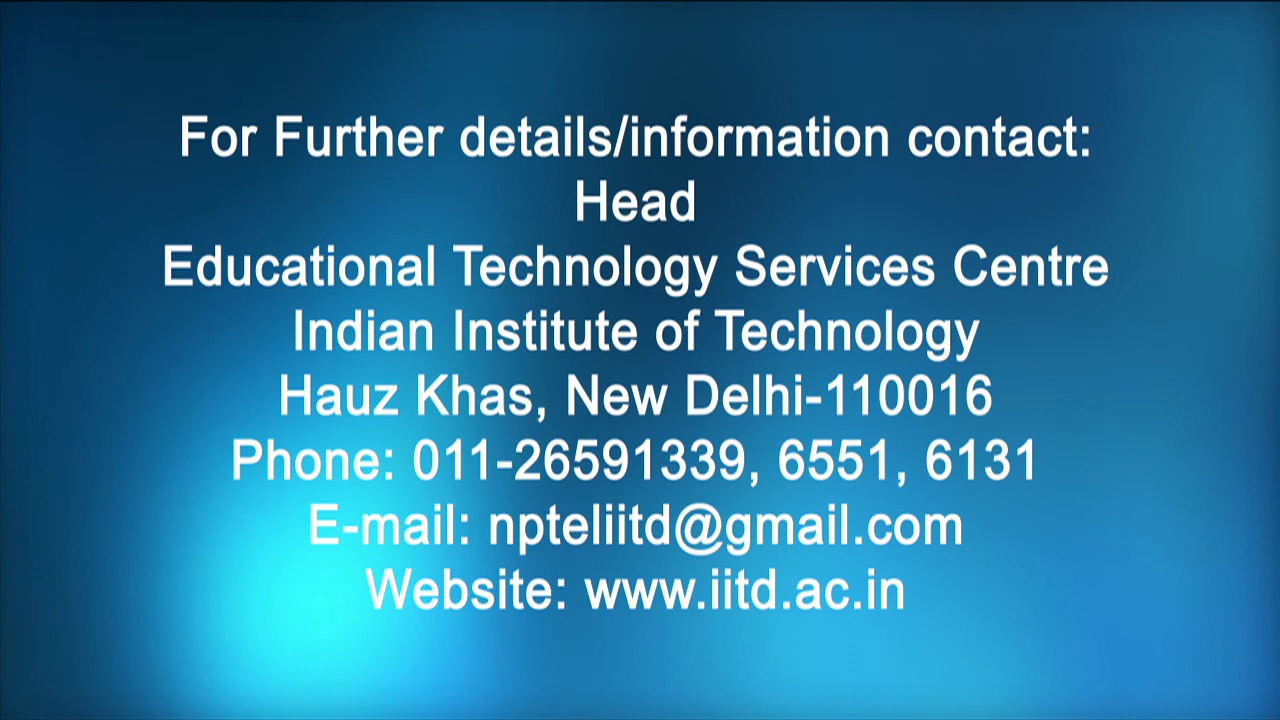 For Further details/information contact:
Head
Educational Technology Services Centre
Indian Institute of Technology
Hauz Khas, New Delhi-110016
Phone: 011-26591339, 6551, 6131
E-mail: npteliitd@gmail.com
Website: www.iitd.ac.in